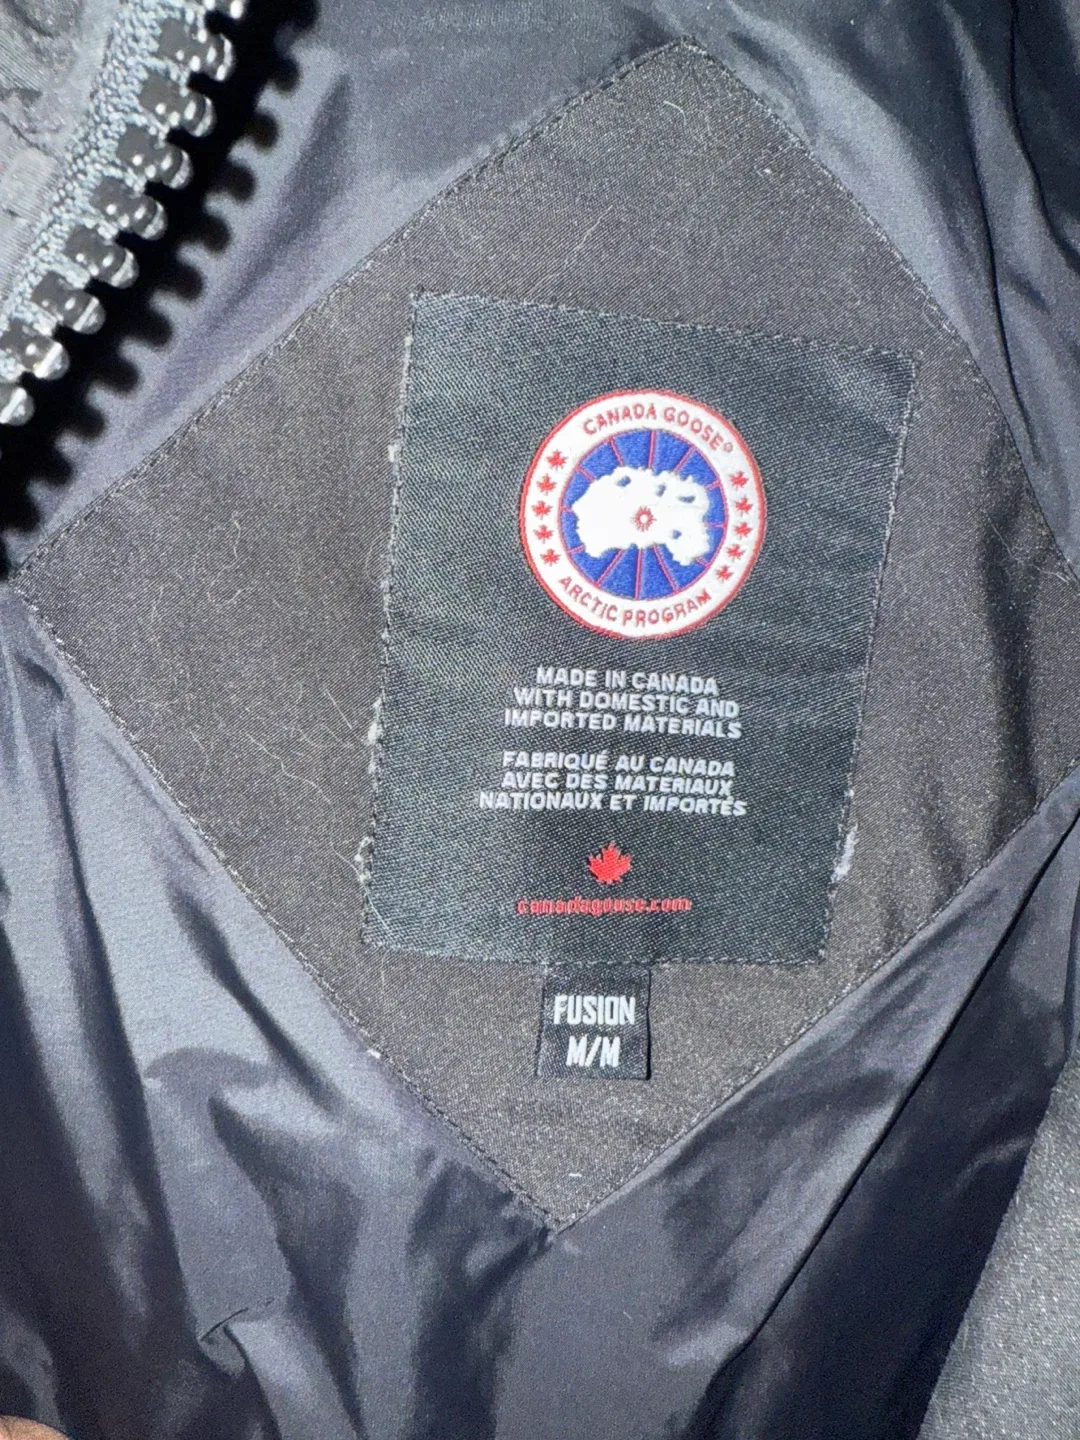 CANADA GOOSE®
ARCTIC PROGRAM
MADE IN CANADA
WITH DOMESTIC AND
IMPORTED MATERIALS
FABRIQUÉ AU CANADA
AVEC DES MATERIAUX
NATIONAUX ET IMPORTÉS
canadagoose.com
FUSION
M/M